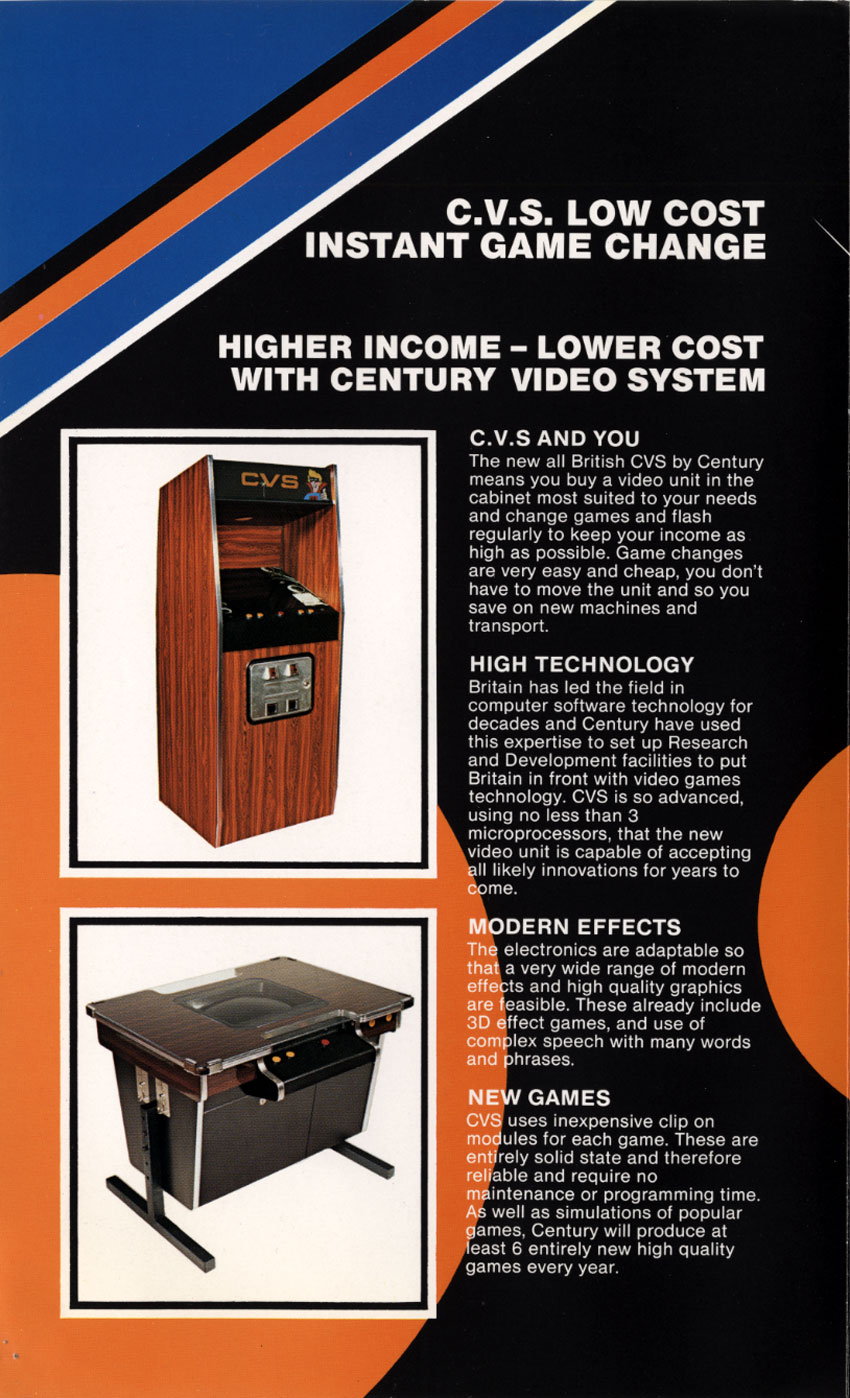 C.V.S. LOW COST
INSTANT GAME CHANGE
HIGHER INCOME – LOWER COST
WITH CENTURY VIDEO SYSTEM
CVS
C.V.S AND YOU
The new all British CVS by Century
means you buy a video unit in the
cabinet most suited to your needs
and change games and flash
regularly to keep your income as
high as possible. Game changes
are very easy and cheap, you don't
have to move the unit and so you
save on new machines and
transport.
HIGH TECHNOLOGY
Britain has led the field in
computer software technology for
decades and Century have used
this expertise to set up Research
and Development facilities to put
Britain in front with video games
technology. CVS is so advanced,
using no less than 3
microprocessors, that the new
video unit is capable of accepting
all likely innovations for years to
come.
MODERN EFFECTS
The electronics are adaptable so
that a very wide range of modern
effects and high quality graphics
are feasible. These already include
3D effect games, and use of
complex speech with many words
and phrases.
NEW GAMES
CVS uses inexpensive clip on
modules for each game. These are
entirely solid state and therefore
reliable and require no
maintenance or programming time.
As well as simulations of popular
games, Century will produce at
least 6 entirely new high quality
games every year.